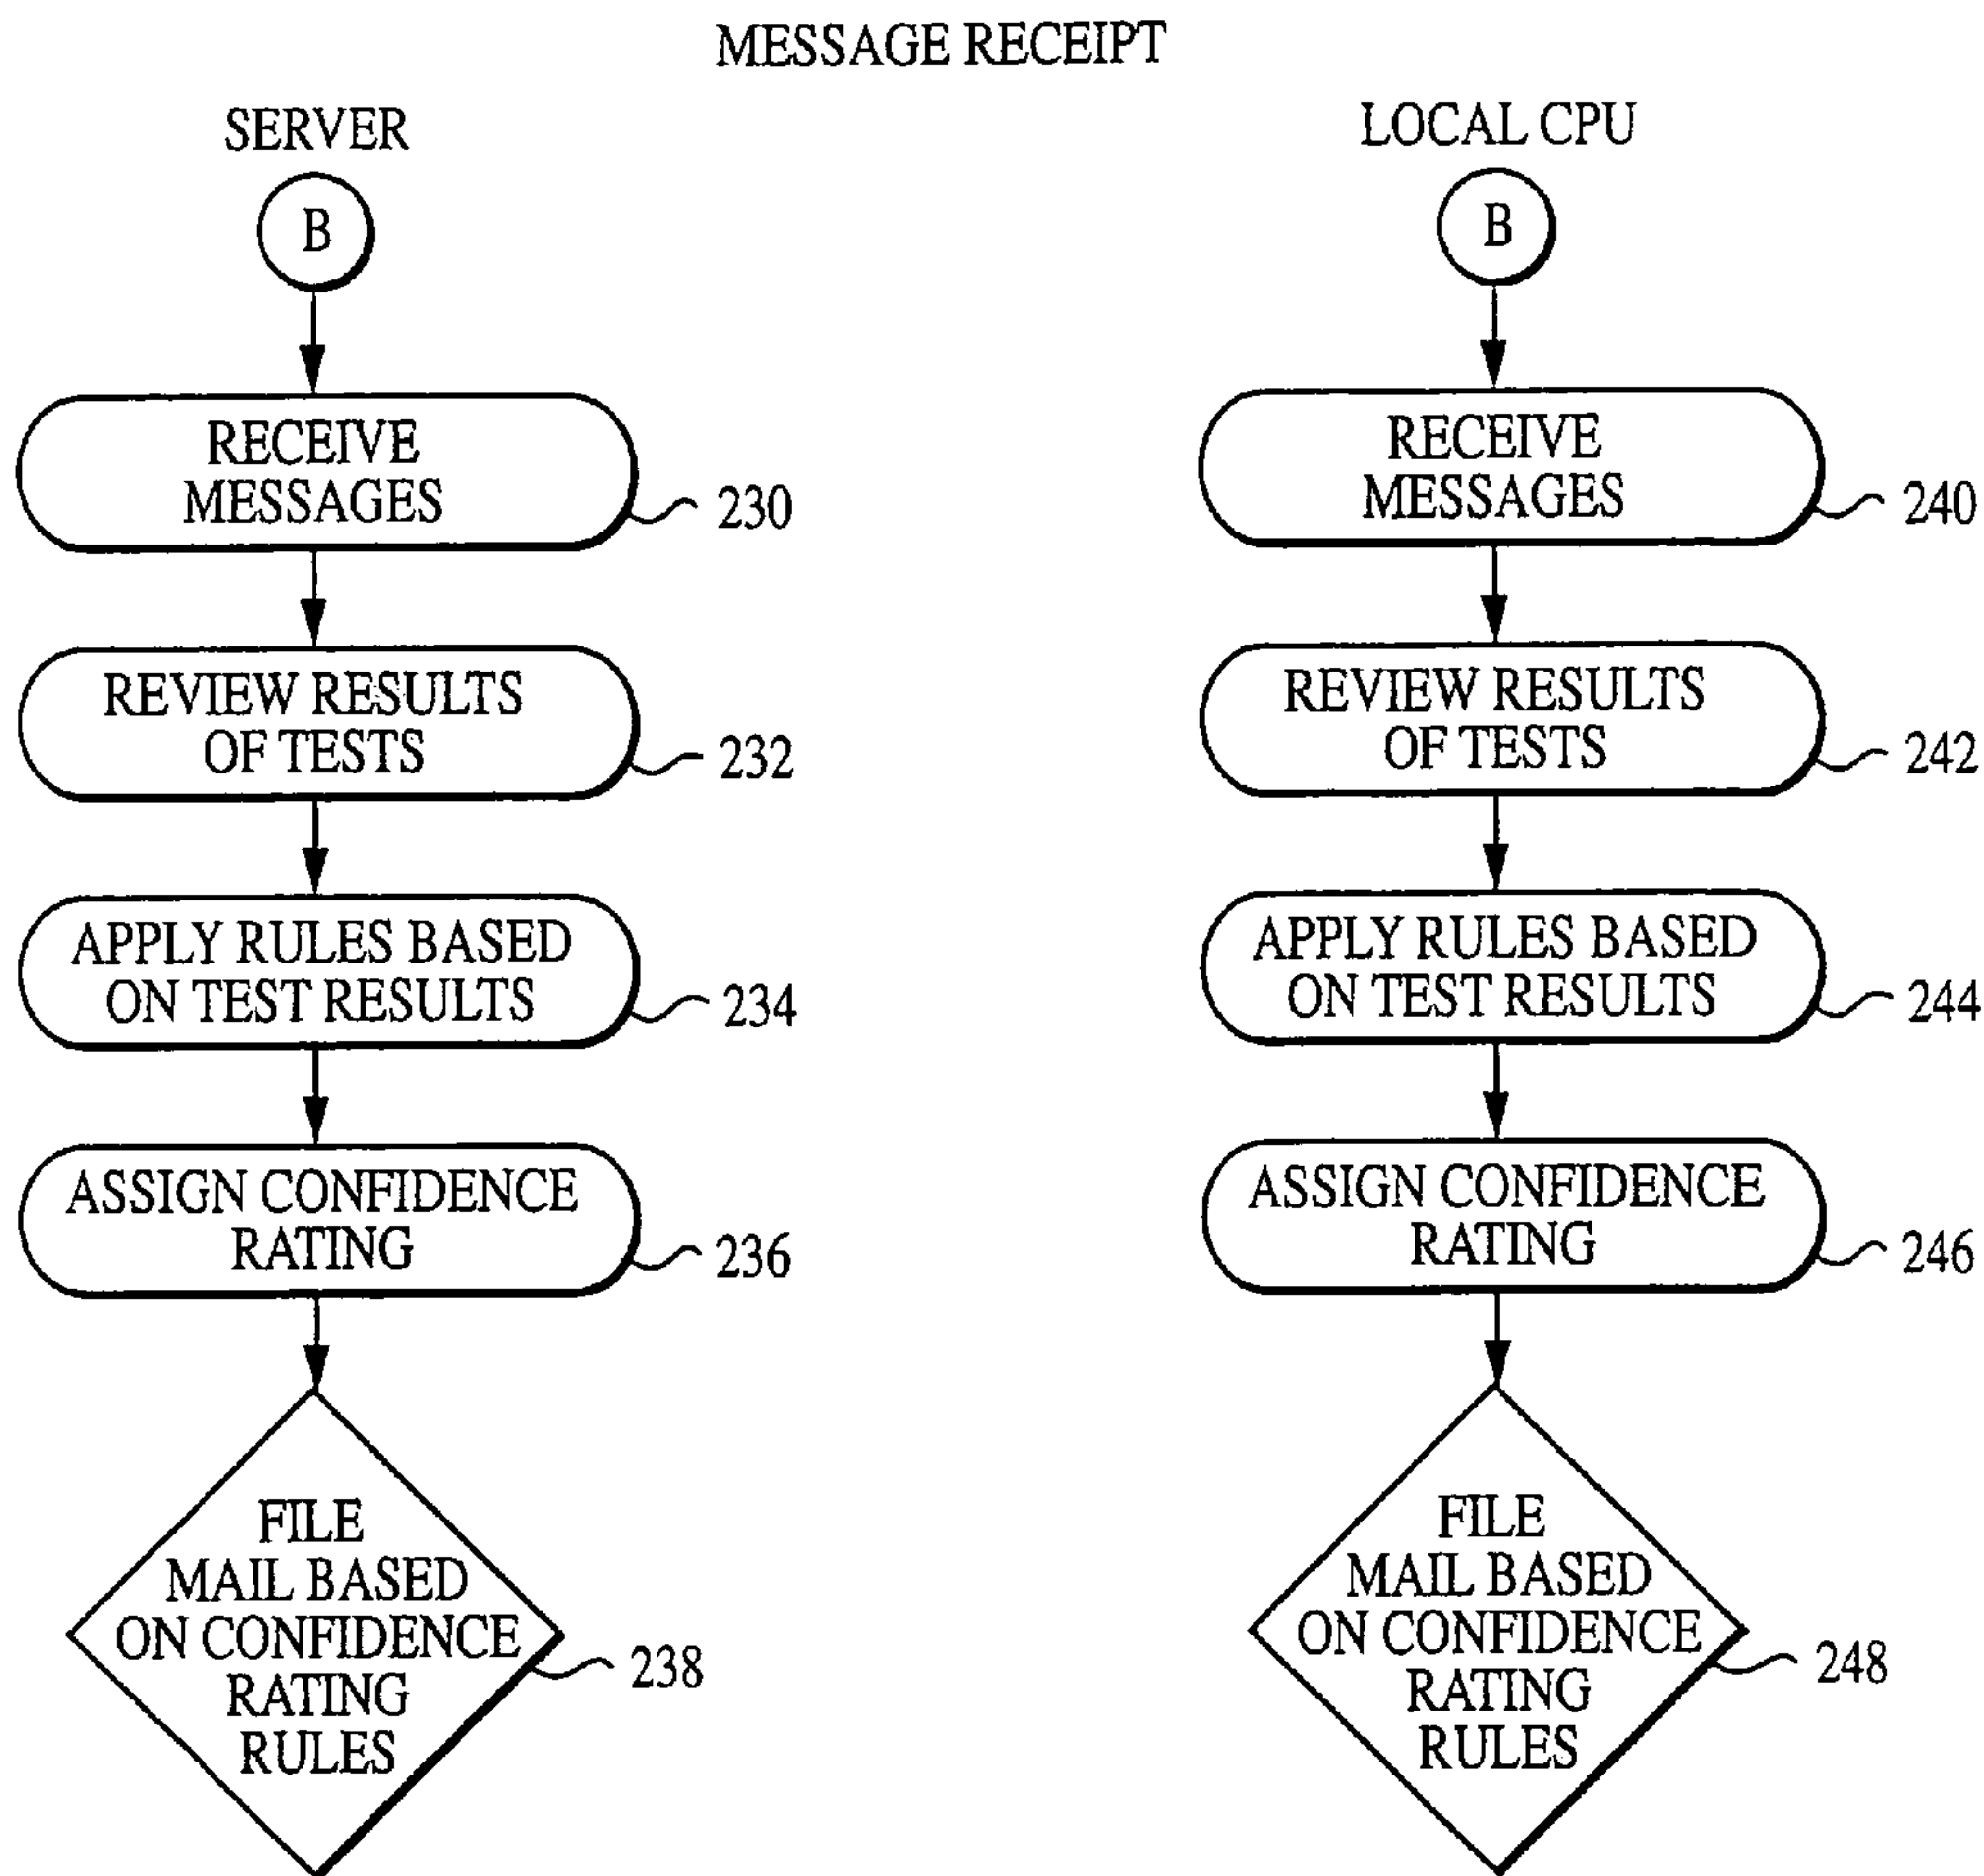 MESSAGE RECEIPT
SERVER
B
RECEIVE
MESSAGES
230
REVIEW RESULTS
OF TESTS
232
APPLY RULES BASED
ON TEST RESULTS
234
ASSIGN CONFIDENCE
RATING
236
FILE
MAIL BASED
ON CONFIDENCE
RATING
RULES
238
LOCAL CPU
B
RECEIVE
MESSAGES
240
REVIEW RESULTS
OF TESTS
242
APPLY RULES BASED
ON TEST RESULTS
244
ASSIGN CONFIDENCE
RATING
246
FILE
MAIL BASED
ON CONFIDENCE
RATING
RULES
248